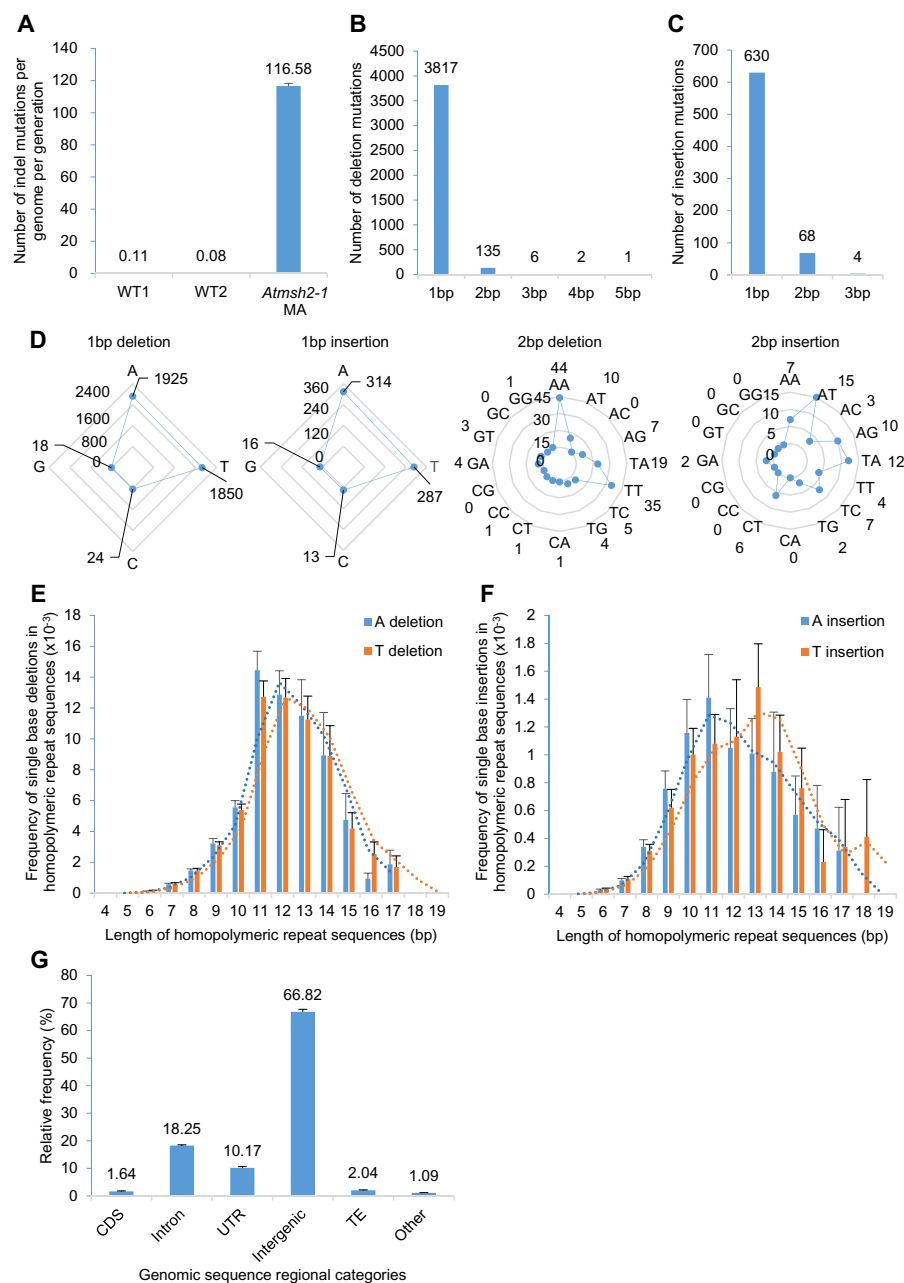 A
Number of indel mutations per
genome per generation
140
120
100
80
60
40
20
0
0.11
0.08
116.58
WT1
WT2
Atmsh2-1
MA
B
Number of deletion mutations
5000
4500
4000
3500
3000
2500
2000
1500
1000
500
0
3817
135
6
2
1
1bp
2bp
3bp
4bp
5bp
C
Number of insertion mutations
700
600
500
400
300
200
100
0
630
68
4
1bp
2bp
3bp
D
1bp deletion
A
1925
2400
1600
800
0
18
G
T
1850
24
C
1bp insertion
A
314
360
240
120
0
16
G
T
287
13
C
2bp deletion
44
AA
10
AT
0
AC
7
AG
TA 19
TT
35
TC
5
TG
4
CA
1
CT
1
CC
1
CG
0
4 GA
GT
3
GC
0
GG
1
45
30
15
0
2bp insertion
7
AA
AT
15
AC
3
AG
10
TA
12
TT
4
TC
7
TG
2
CA
0
CT
6
CC
0
CG
0
2 GA
GT
0
GC
0
GG
0
15
10
5
0
E
Frequency of single base deletions in
homopolymeric repeat sequences (x10-3)
18
16
14
12
10
8
6
4
2
0
A deletion
T deletion
4 5 6 7 8 9 10 11 12 13 14 15 16 17 18 19
Length of homopolymeric repeat sequences (bp)
F
Frequency of single base insertions in
homopolymeric repeat sequences (x10-3)
2
1.8
1.6
1.4
1.2
1
0.8
0.6
0.4
0.2
0
A insertion
T insertion
4 5 6 7 8 9 10 11 12 13 14 15 16 17 18 19
Length of homopolymeric repeat sequences (bp)
G
Relative frequency (%)
80
70
60
50
40
30
20
10
0
1.64
18.25
10.17
66.82
2.04
1.09
CDS
Intron
UTR
Intergenic
TE
Other
Genomic sequence regional categories